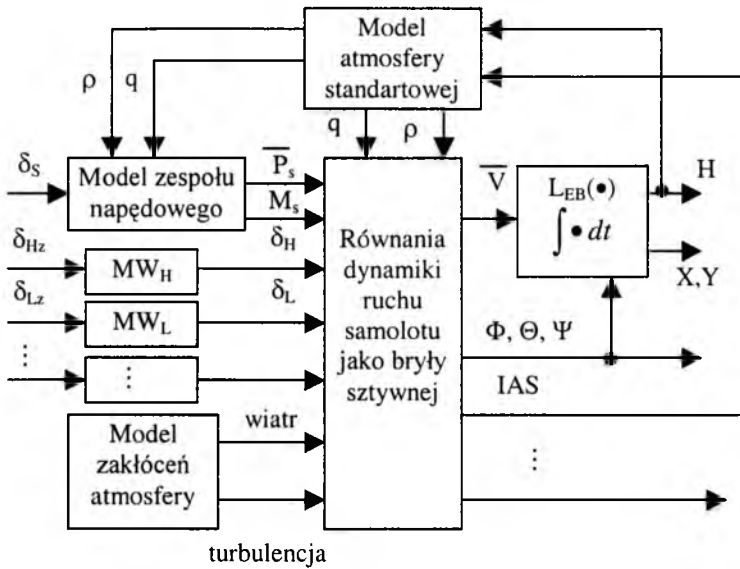 Model
atmosfery
standartowej
ρ q
q ρ
δS
Model zespołu
napędowego
P̅s
Ms
δHz
MWH
δH
δLz
MWL
δL
⋮
⋮
Model
zakłóceń
atmosfery
wiatr
turbulencja
Równania
dynamiki
ruchu
samolotu
jako bryły
sztywnej
V̅
LEB(•)
∫ • dt
H
X,Y
Φ, Θ, Ψ
IAS
⋮